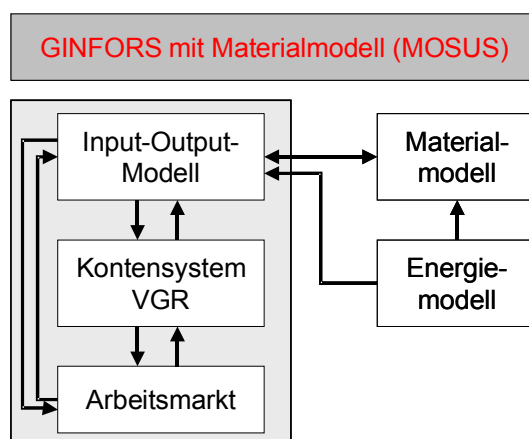 GINFORS mit Materialmodell (MOSUS)
Input-Output-
Modell
Material-
modell
Kontensystem
VGR
Energie-
modell
Arbeitsmarkt